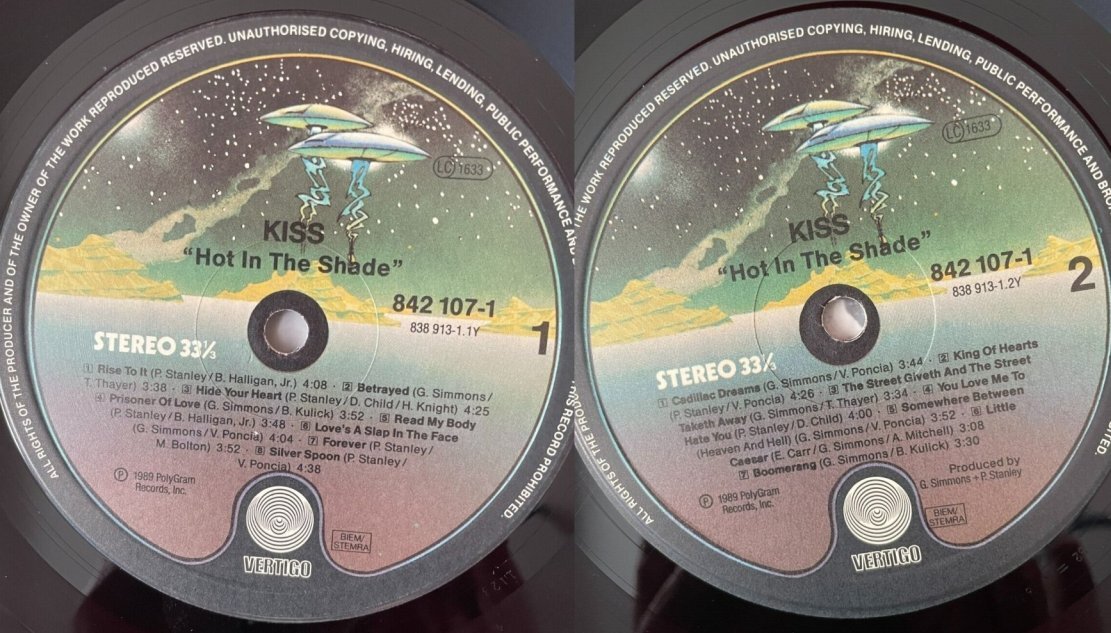 ALL RIGHTS OF THE PRODUCER AND OF THE OWNER OF THE WORK REPRODUCED RESERVED. UNAUTHORISED COPYING, HIRING, LENDING, PUBLIC PERFORMANCE AND
RECORD PROHIBITED.
LC 1633
KISS
“Hot In The Shade”
842 107-1
838 913-1.1Y
1
STEREO 33⅓
1 Rise To It (P. Stanley/B. Halligan, Jr.) 4:08 · 2 Betrayed (G. Simmons/
T. Thayer) 3:38 · 3 Hide Your Heart (P. Stanley/D. Child/H. Knight) 4:25
4 Prisoner Of Love (G. Simmons/B. Kulick) 3:52 · 5 Read My Body
(P. Stanley/B. Halligan, Jr.) 3:48 · 6 Love's A Slap In The Face
(G. Simmons/V. Poncia) 4:04 · 7 Forever (P. Stanley/
M. Bolton) 3:52 · 8 Silver Spoon (P. Stanley/
V. Poncia) 4:38
Ⓟ 1989 PolyGram
Records, Inc.
BIEM/
STEMRA
VERTIGO
ALL RIGHTS OF THE
THE WORK REPRODUCED RESERVED. UNAUTHORISED COPYING, HIRING, LENDING, PUBLIC PERFORMANCE AND
LC 1633
KISS
“Hot In The Shade”
842 107-1
838 913-1.2Y
2
STEREO 33⅓
1 Cadillac Dreams (G. Simmons/V. Poncia) 3:44 · 2 King Of Hearts
(P. Stanley/V. Poncia) 4:26 · 3 The Street Giveth And The Street
Taketh Away (G. Simmons/T. Thayer) 3:34 · 4 You Love Me To
Hate You (P. Stanley/D. Child) 4:00 · 5 Somewhere Between
(Heaven And Hell) (G. Simmons/V. Poncia) 3:52 · 6 Little
Caesar (E. Carr/G. Simmons/A. Mitchell) 3:08
7 Boomerang (G. Simmons/B. Kulick) 3:30
Produced by
G. Simmons + P. Stanley
Ⓟ 1989 PolyGram
Records, Inc.
BIEM/
STEMRA
VERTIGO